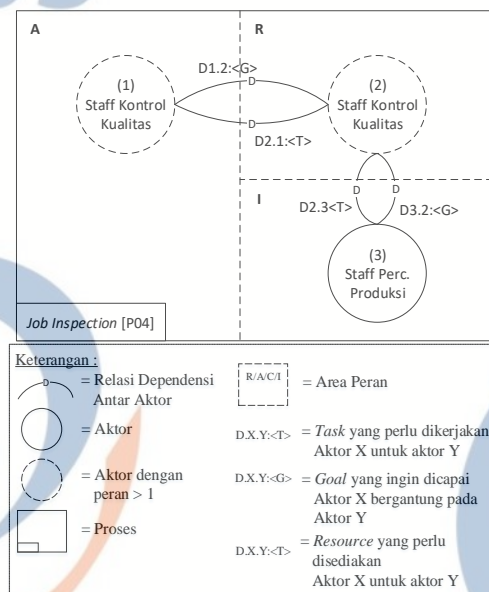 A
R
D1.2:<G>
D
(1)
Staff Kontrol
Kualitas
(2)
Staff Kontrol
Kualitas
D
D2.1:<T>
I
D
D
D2.3<T>
D3.2:<G>
(3)
Staff Perc.
Produksi
Job Inspection [P04]
Keterangan :
D
= Relasi Dependensi
Antar Aktor
= Aktor
= Aktor dengan
peran > 1
= Proses
R/A/C/I
= Area Peran
D.X.Y:<T> = Task yang perlu dikerjakan
Aktor X untuk aktor Y
D.X.Y:<G> = Goal yang ingin dicapai
Aktor X bergantung pada
Aktor Y
D.X.Y:<T> = Resource yang perlu
disediakan
Aktor X untuk aktor Y